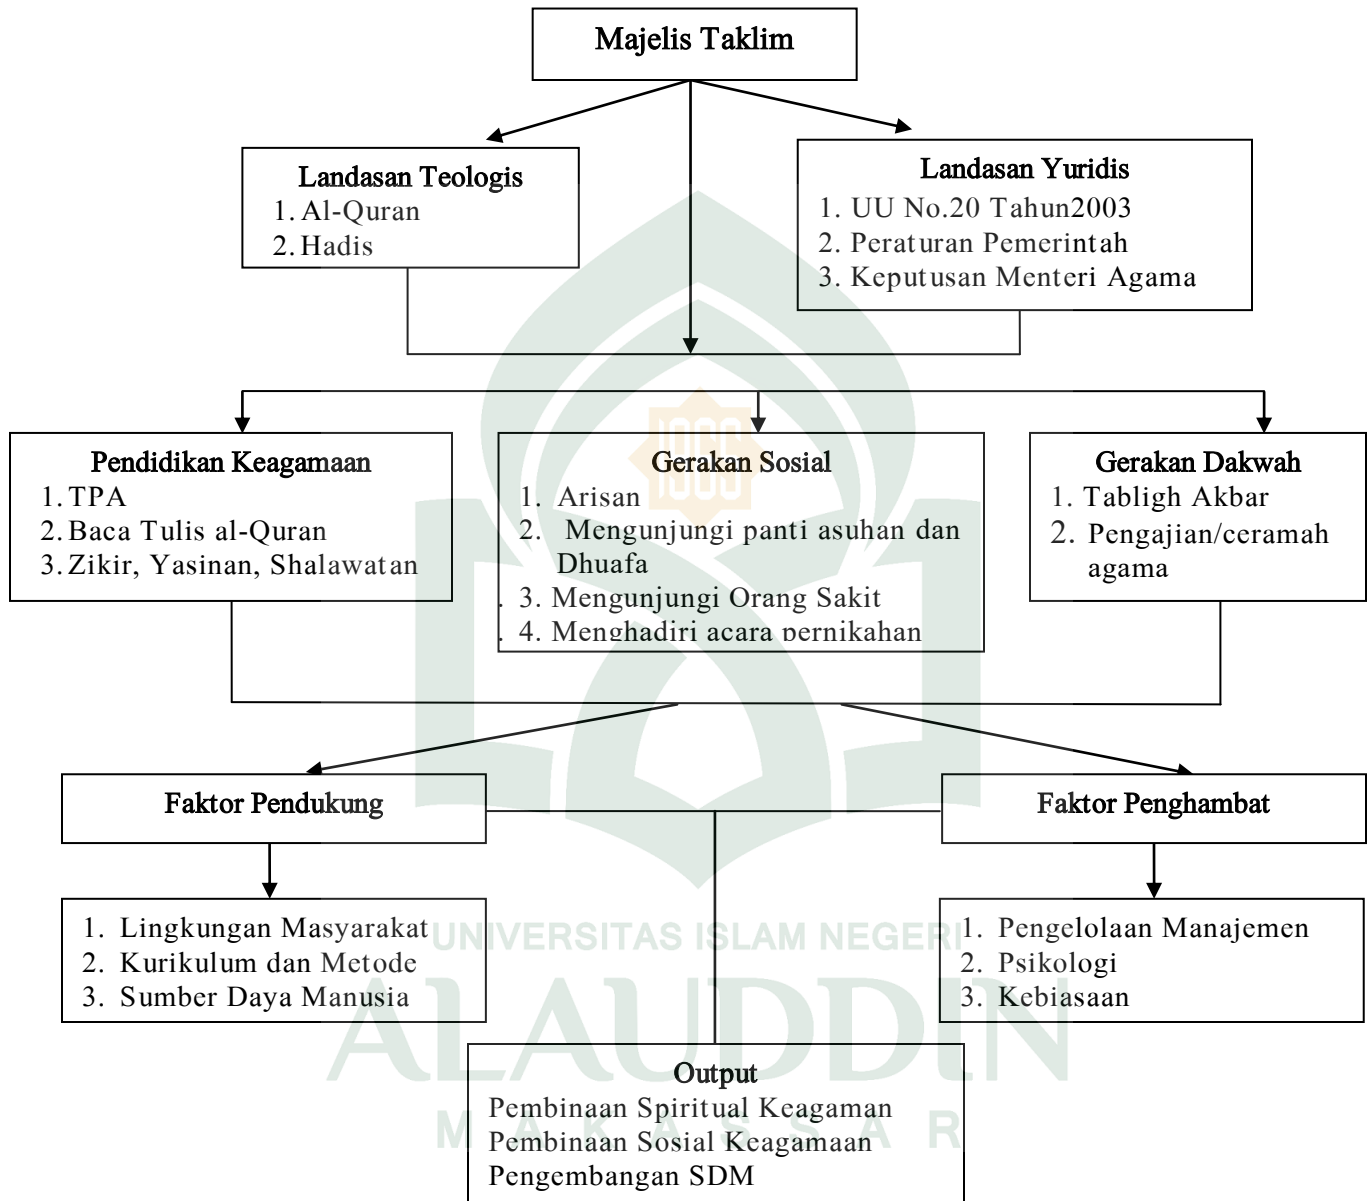 Majelis Taklim
Landasan Teologis
1. Al-Quran
2. Hadis
Landasan Yuridis
1. UU No.20 Tahun2003
2. Peraturan Pemerintah
3. Keputusan Menteri Agama
1965
Pendidikan Keagamaan
1. TPA
2. Baca Tulis al-Quran
3. Zikir, Yasinan, Shalawatan
Gerakan Sosial
1. Arisan
2. Mengunjungi panti asuhan dan
Dhuafa
. 3. Mengunjungi Orang Sakit
. 4. Menghadiri acara pernikahan
Gerakan Dakwah
1. Tabligh Akbar
2. Pengajian/ceramah
agama
Faktor Pendukung
Faktor Penghambat
1. Lingkungan Masyarakat
2. Kurikulum dan Metode
3. Sumber Daya Manusia
1. Pengelolaan Manajemen
2. Psikologi
3. Kebiasaan
UNIVERSITAS ISLAM NEGERI
ALAUDDIN
MAKASSAR
Output
Pembinaan Spiritual Keagaman
Pembinaan Sosial Keagamaan
Pengembangan SDM